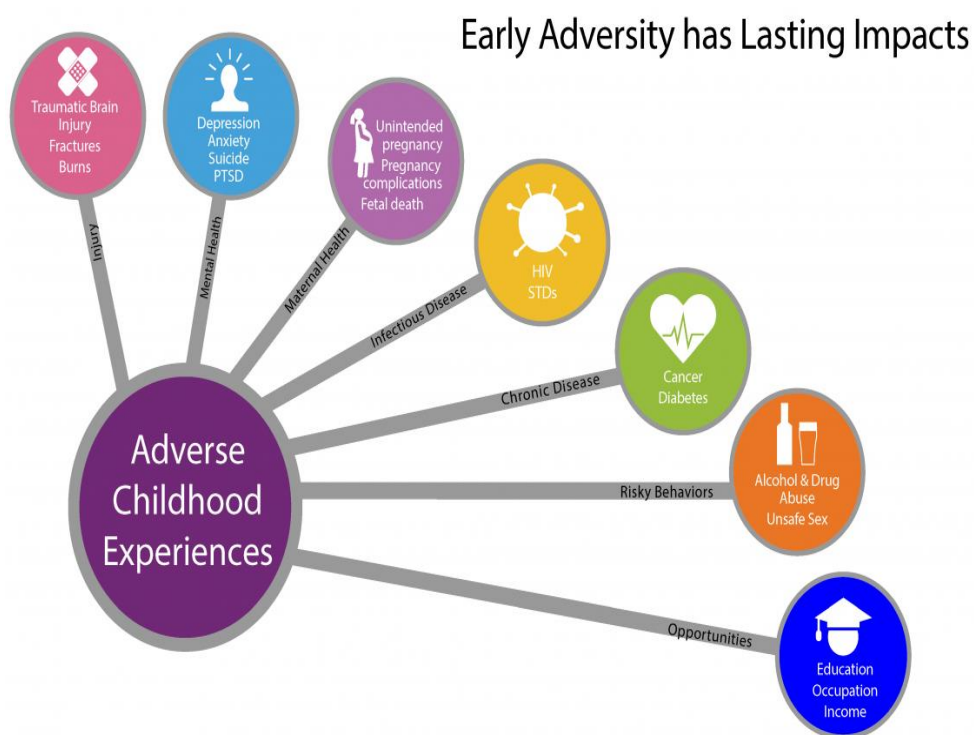 Early Adversity has Lasting Impacts
Traumatic Brain
Injury
Fractures
Burns
Injury
Depression
Anxiety
Suicide
PTSD
Mental Health
Unintended
pregnancy
Pregnancy
complications
Fetal death
Maternal Health
HIV
STDs
Infectious Disease
Cancer
Diabetes
Chronic Disease
Alcohol & Drug
Abuse
Unsafe Sex
Risky Behaviors
Education
Occupation
Income
Opportunities
Adverse
Childhood
Experiences